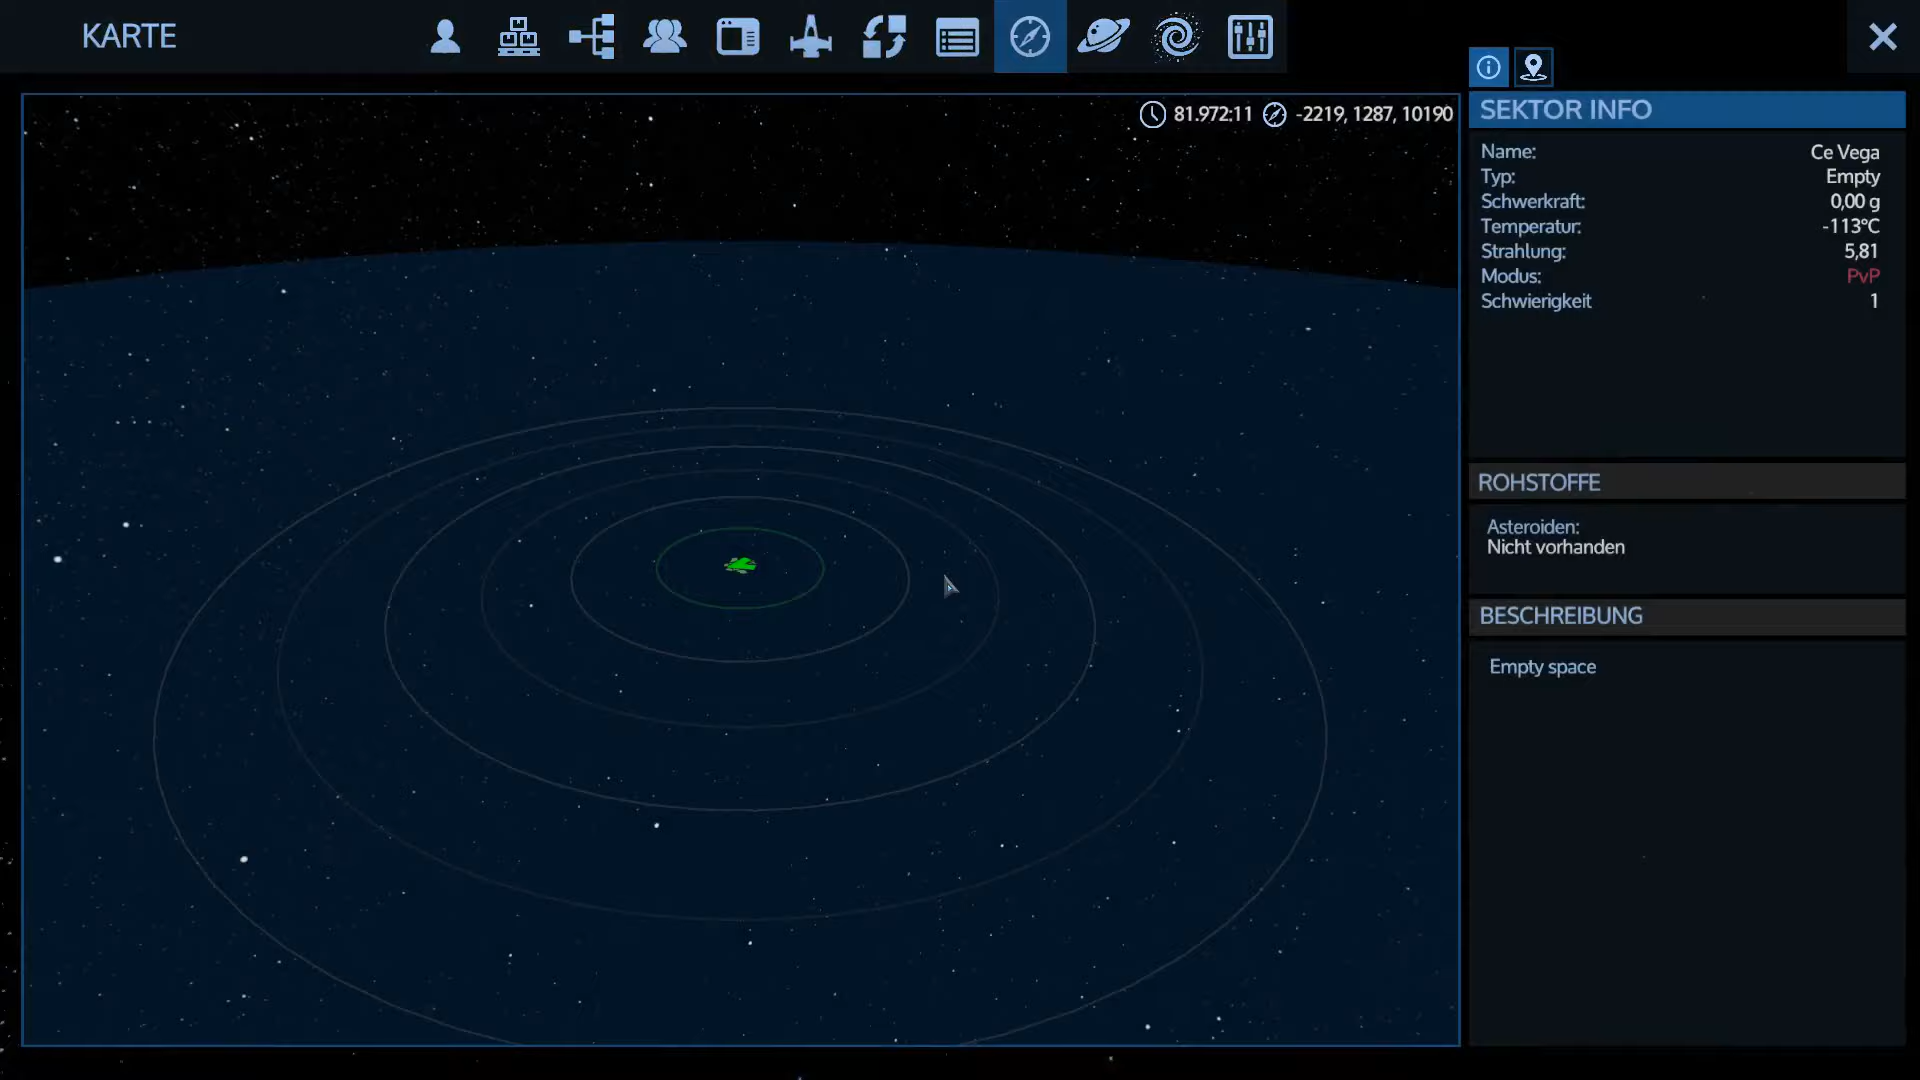 KARTE
81.972:11 -2219, 1287, 10190
SEKTOR INFO
Name: Ce Vega
Typ: Empty
Schwerkraft: 0,00 g
Temperatur: -113°C
Strahlung: 5,81
Modus: PvP
Schwierigkeit 1
ROHSTOFFE
Asteroiden:
Nicht vorhanden
BESCHREIBUNG
Empty space